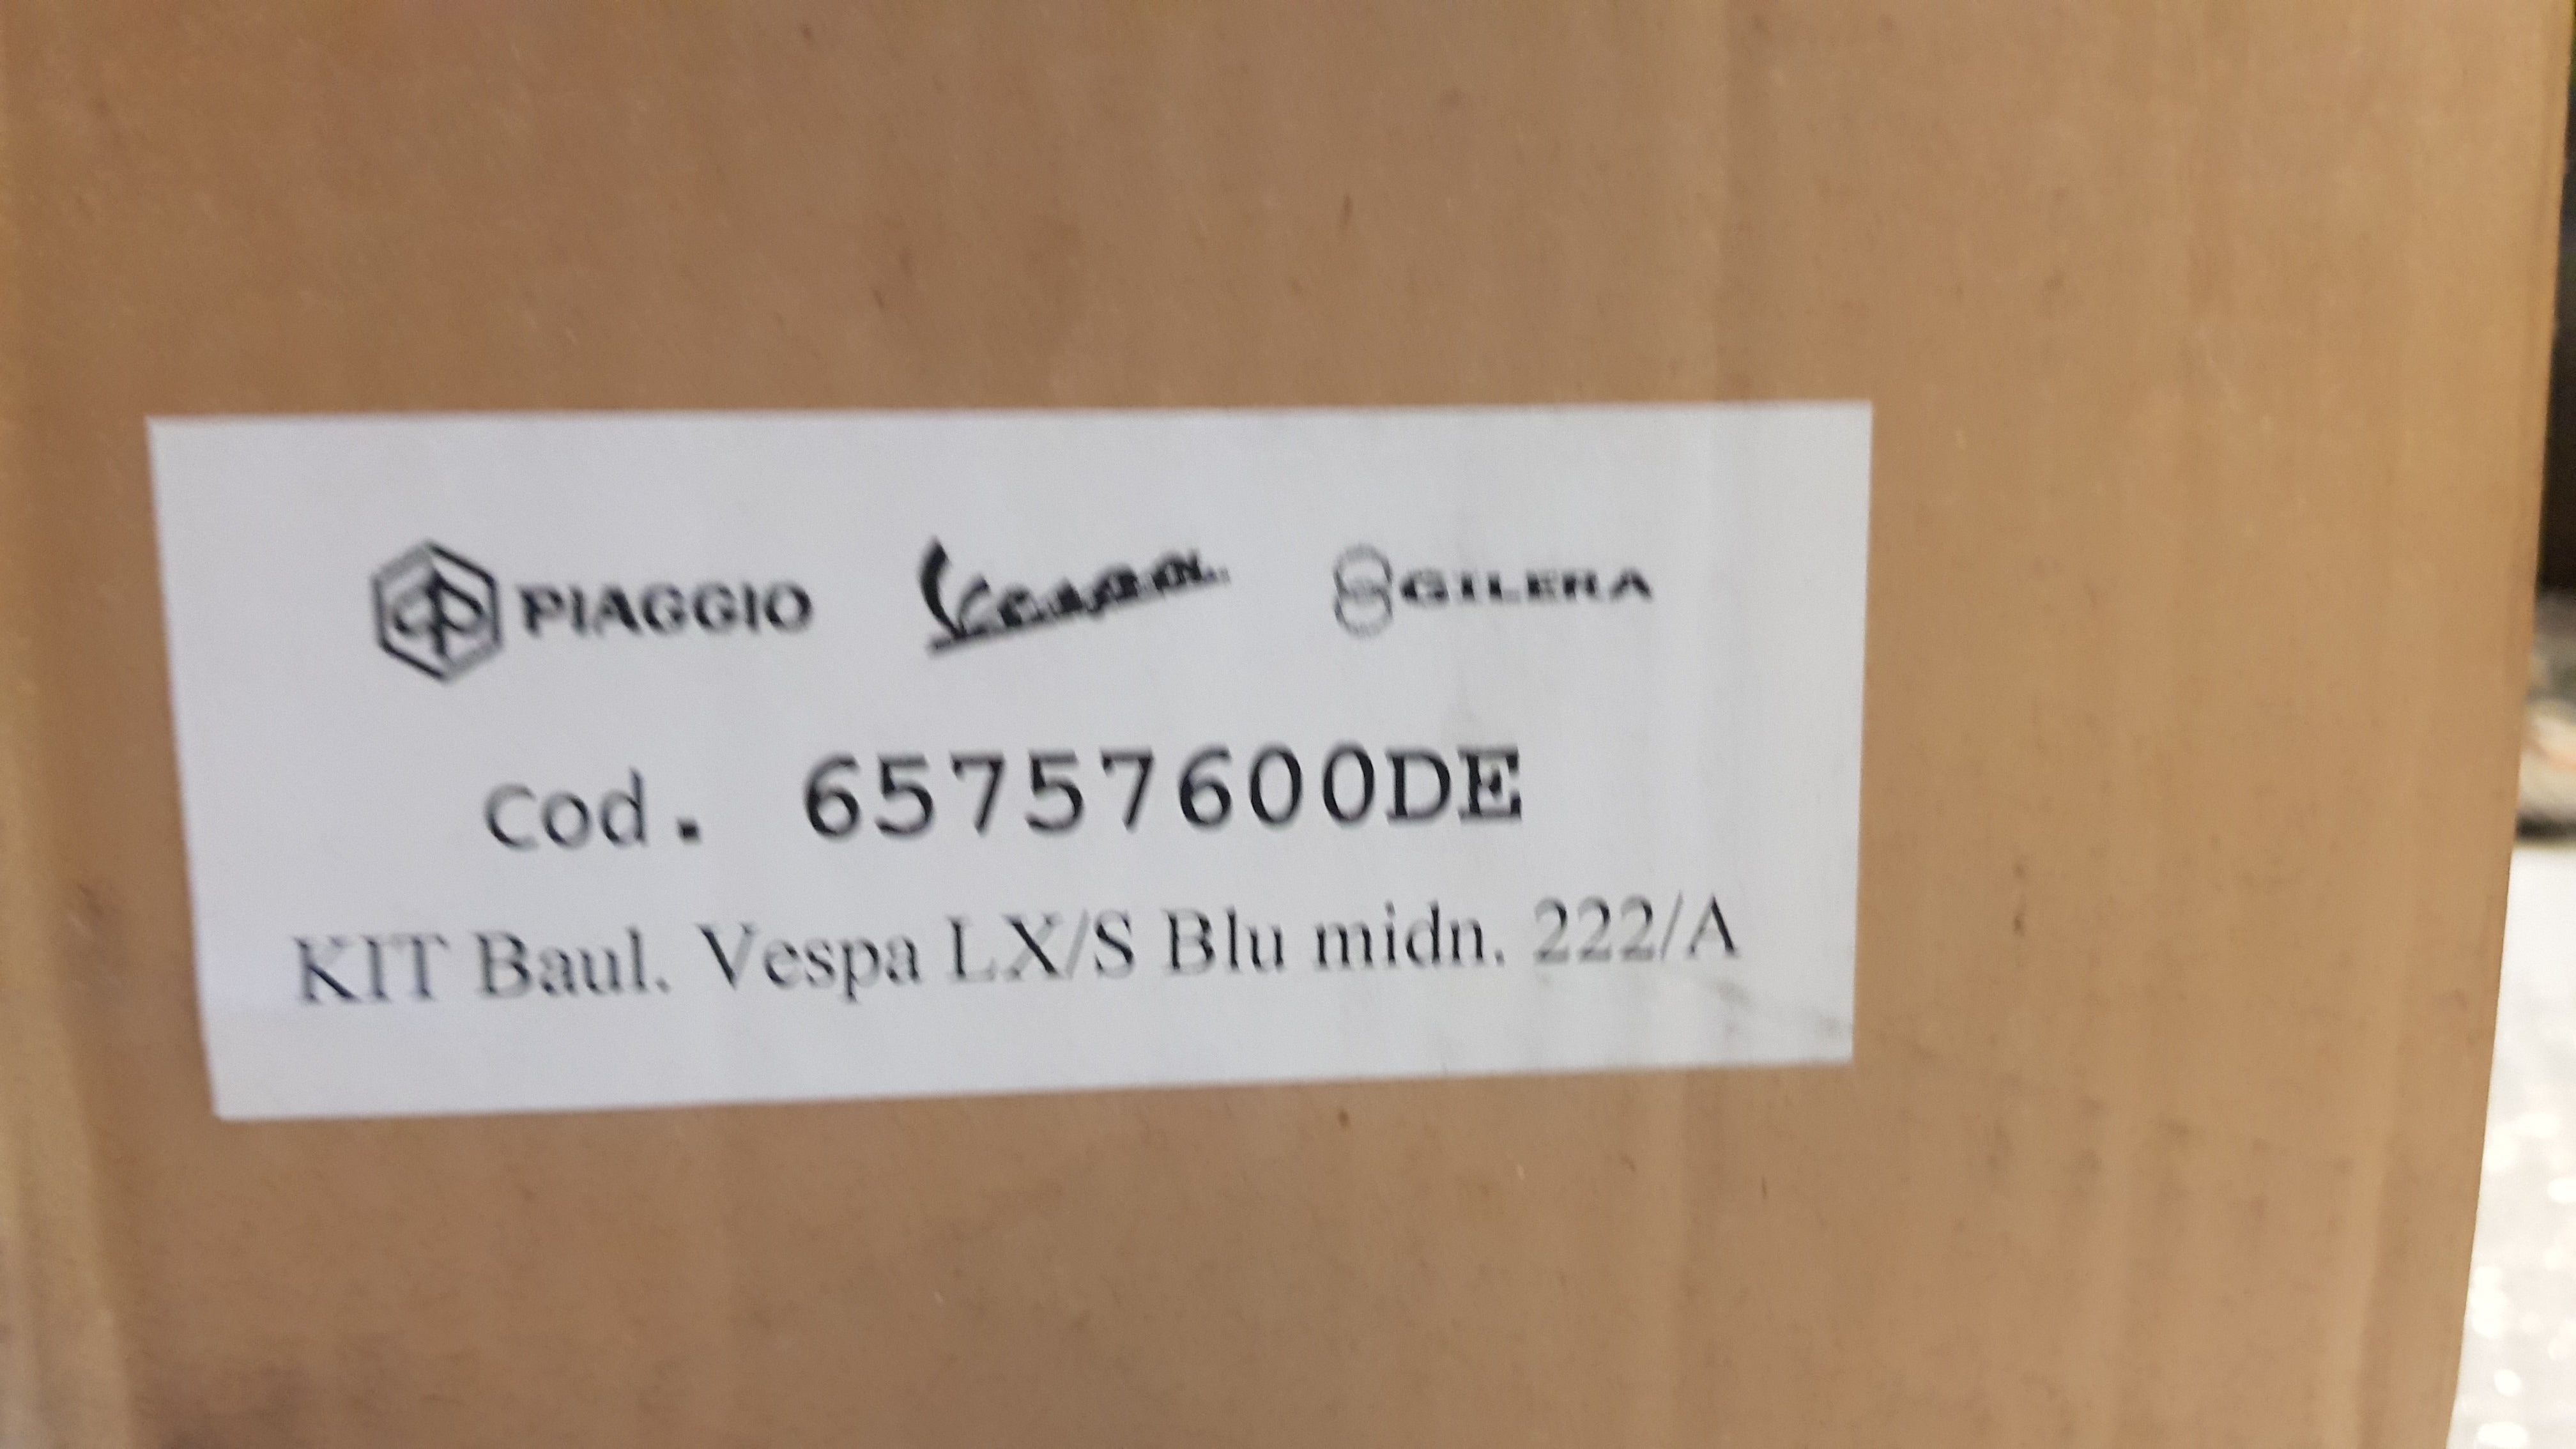 PIAGGIO Vespa GILERA
Cod. 65757600DE
KIT Baul. Vespa LX/S Blu midn. 222/A